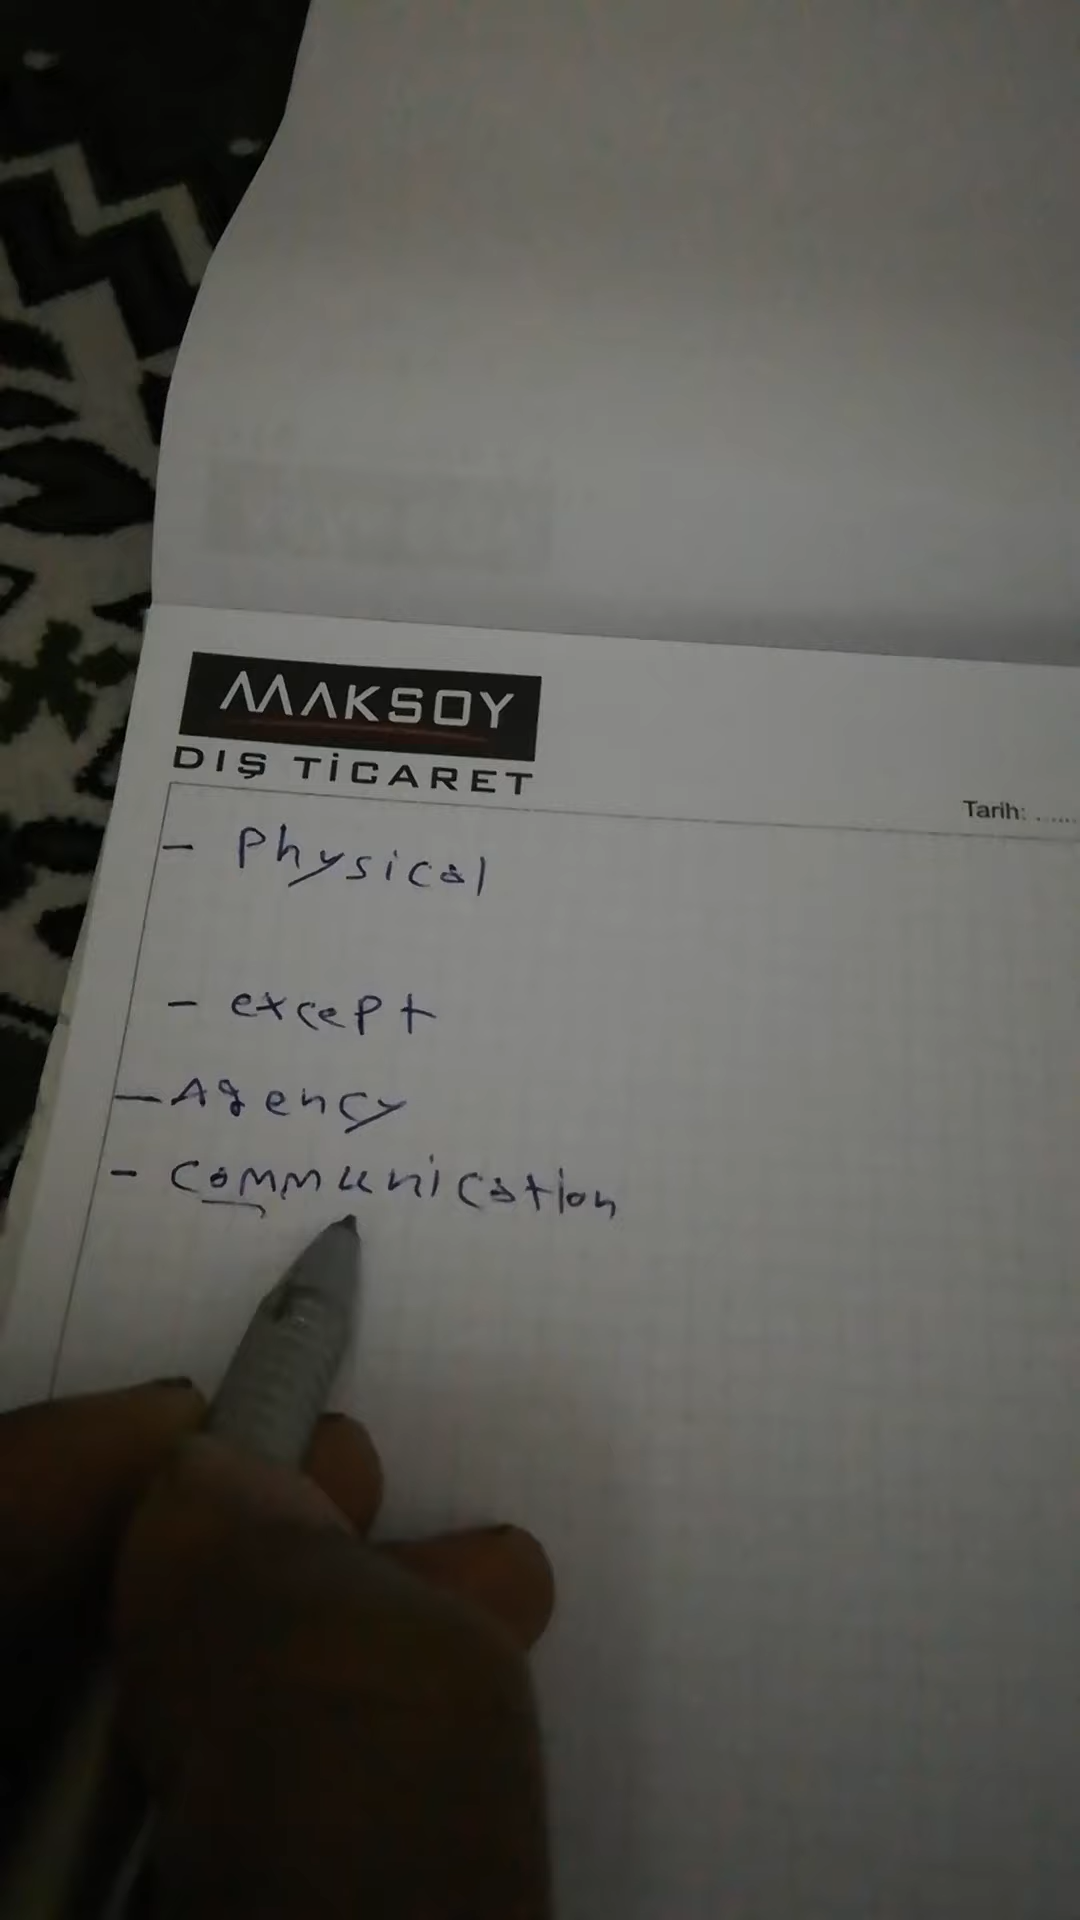 MAKSOY
DIŞ TİCARET
Tarih: ......
- Physical
- except
- Agency
- Communication